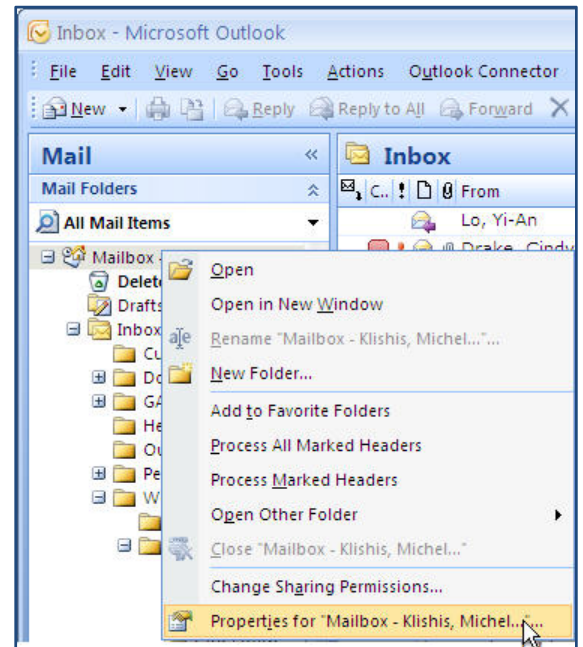 Inbox - Microsoft Outlook
File Edit View Go Tools Actions Outlook Connector
New Reply Reply to All Forward
Mail «
Inbox
Mail Folders
C.. ! From
All Mail Items
Lo, Yi-An
Mailbox -
Drake, Cindy
Open
Drafts
Open in New Window
Inbox
Rename "Mailbox - Klishis, Michel..."...
New Folder...
Add to Favorite Folders
Process All Marked Headers
Process Marked Headers
Open Other Folder
Close "Mailbox - Klishis, Michel..."
Change Sharing Permissions...
Properties for "Mailbox - Klishis, Michel..."...